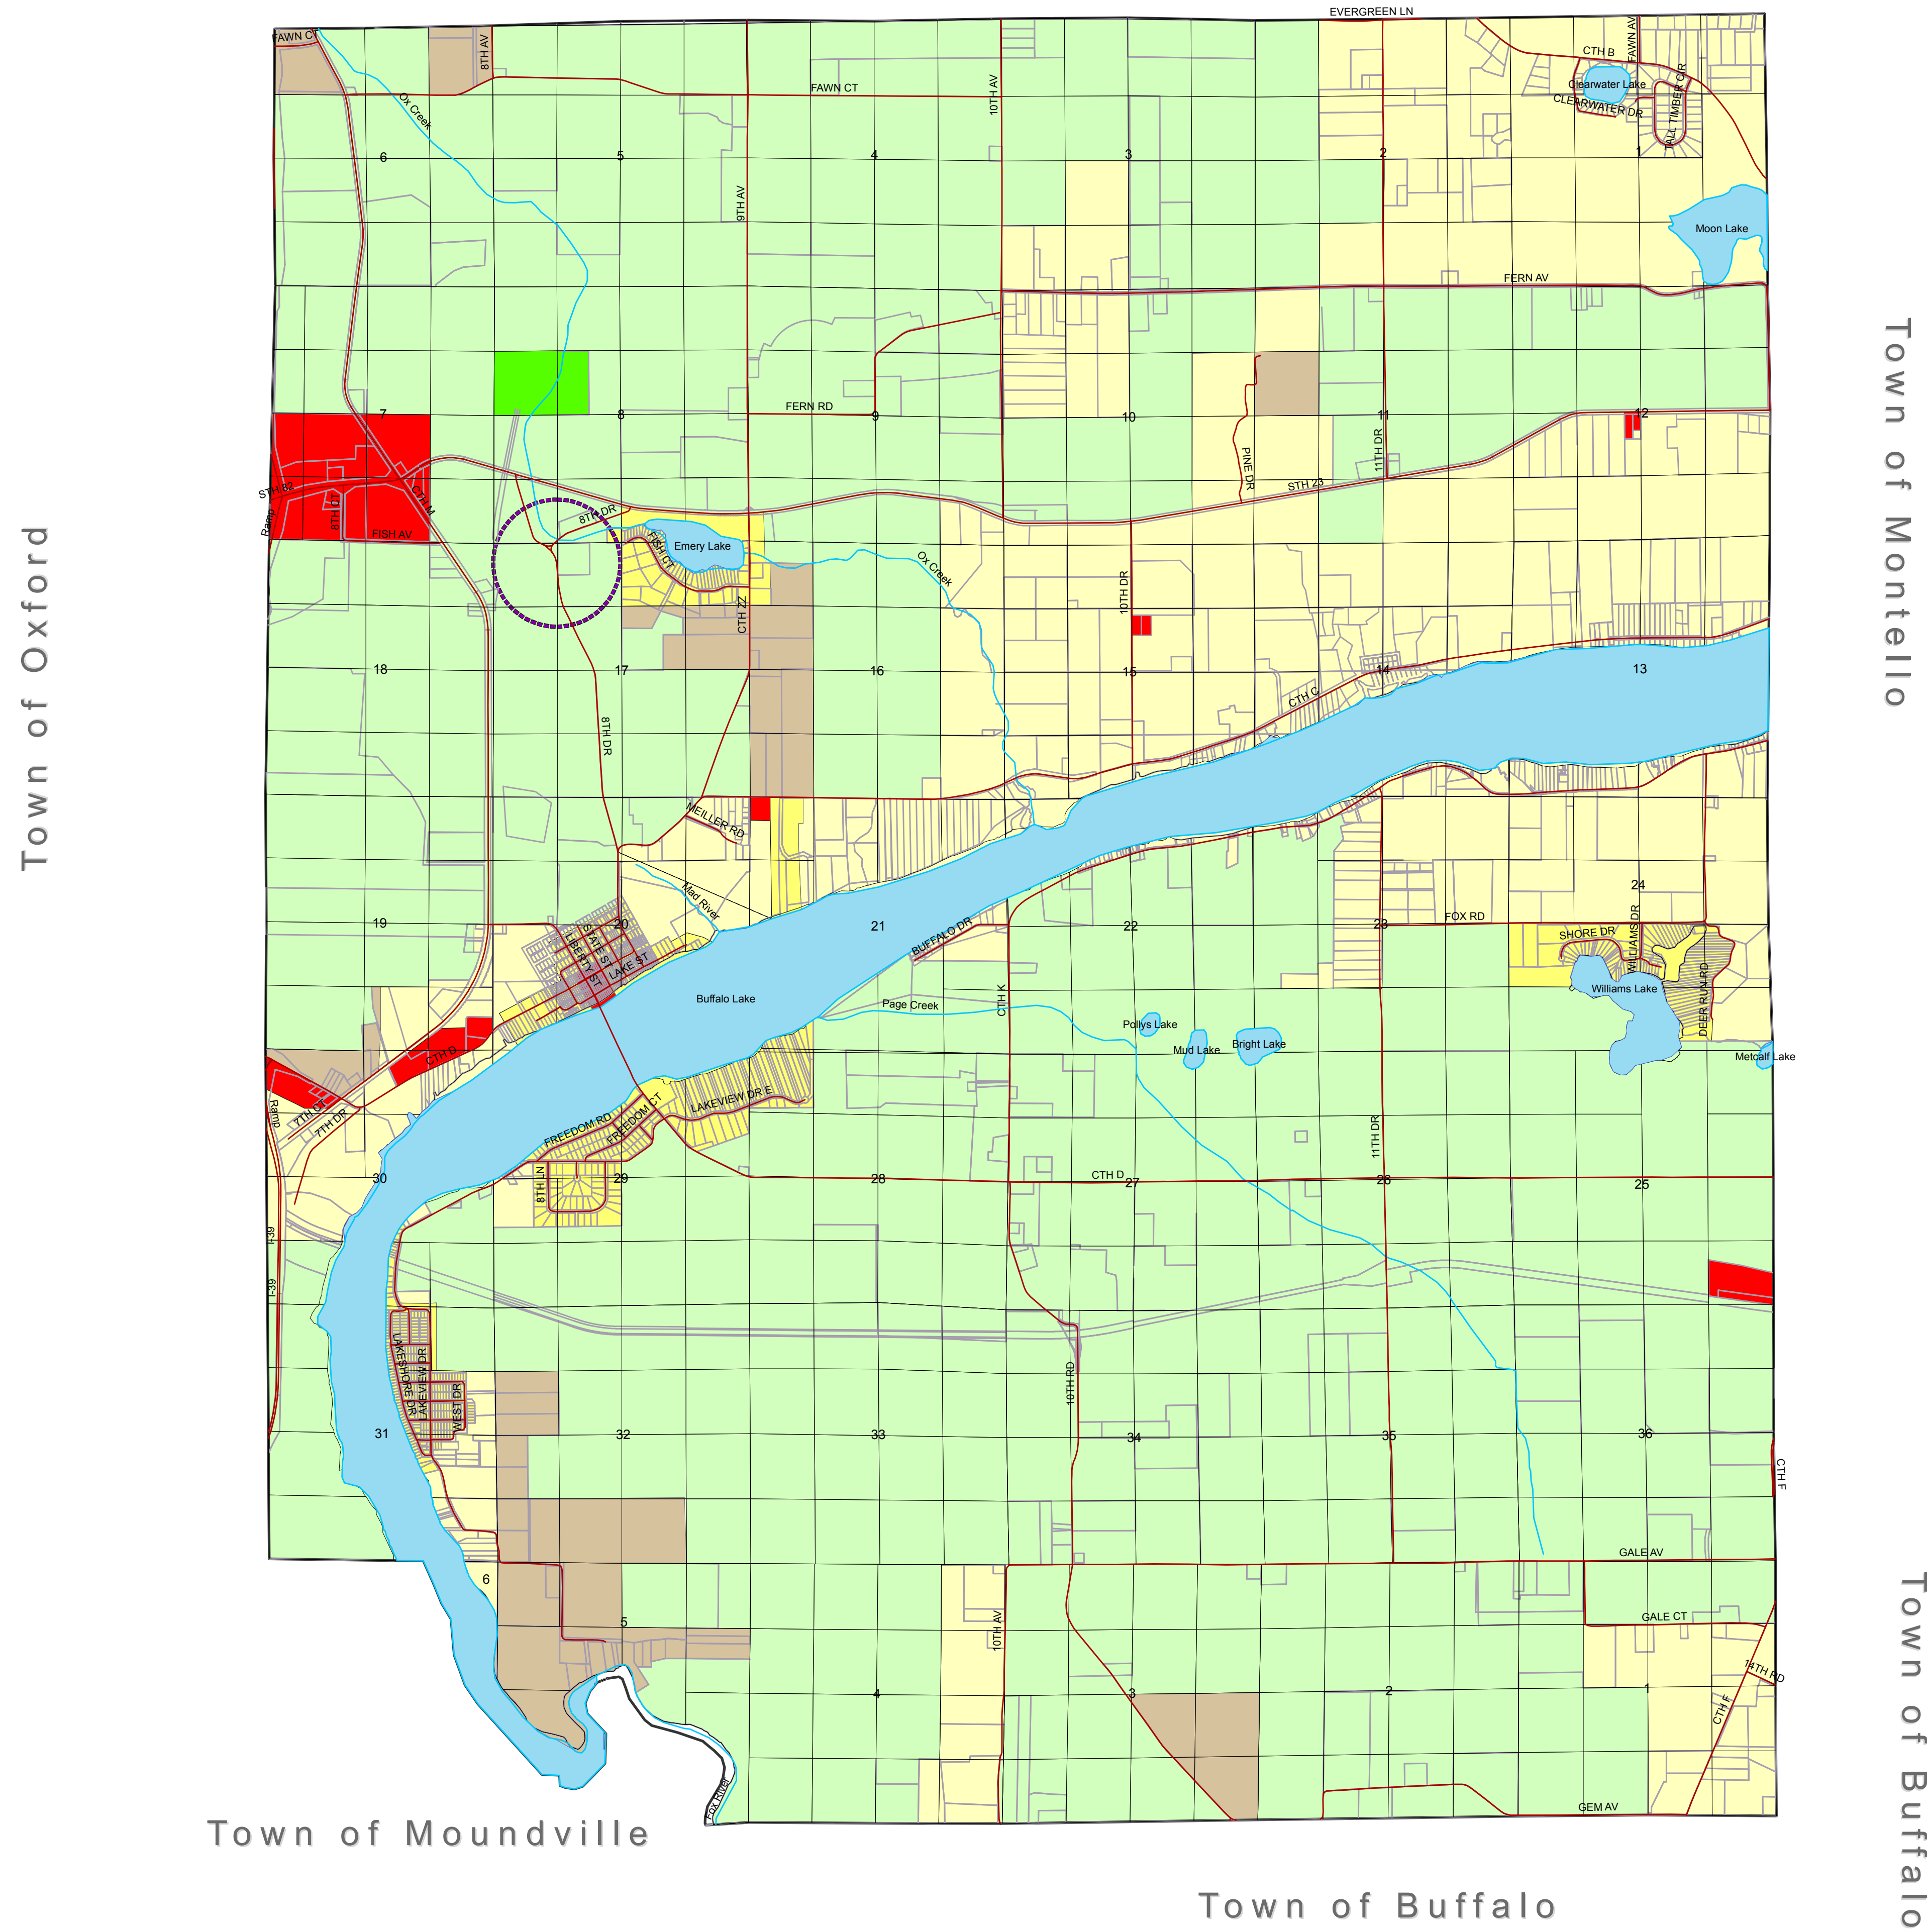 EVERGREEN LN
FAWN CT
8TH AV
CTH B
FAWN AV
Clearwater Lake
CLEARWATER DR
TALL TIMBER CIR
FAWN CT
10TH AV
Ox Creek
6
5
4
3
2
1
9TH AV
Moon Lake
FERN AV
Town of Oxford
Town of Montello
7
8
FERN RD
9
10
11
12
11TH DR
PINE DR
STH 82
8TH CT
CTH M
STH 23
Ramp
FISH AV
8TH DR
FISH CT
Emery Lake
Ox Creek
10TH DR
CTH ZZ
18
17
16
15
14
13
CTH C
8TH DR
MEILLER RD
Mad River
24
19
20
21
22
23
FOX RD
STATE ST
LIBERTY ST
LAKE ST
BUFFALO DR
SHORE DR
WILLIAMS DR
Williams Lake
DEER RUN RD
Buffalo Lake
Page Creek
CTH K
Pollys Lake
Mud Lake
Bright Lake
Metcalf Lake
CTH D
Ramp
7TH CT
7TH DR
LAKEVIEW DR E
FREEDOM RD
FREEDOM CT
11TH DR
8TH LN
30
29
28
CTH D
27
26
25
I-39
I-39
LAKESHORE DR
LAKEVIEW DR
WEST DR
10TH RD
31
32
33
34
35
36
CTH F
GALE AV
6
5
10TH AV
GALE CT
14TH RD
4
3
2
1
CTH F
Fox River
GEM AV
Town of Moundville
Town of Buffalo
Town of Buffalo